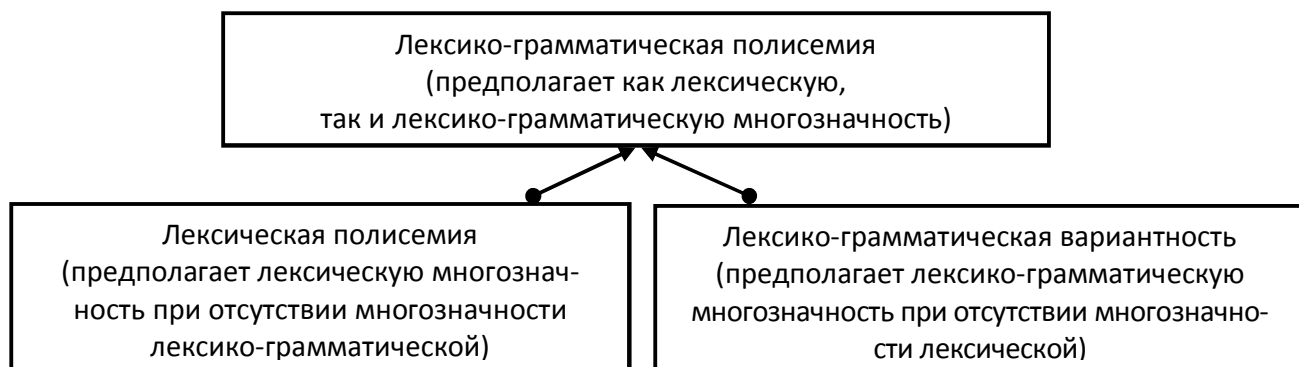 Лексико-грамматическая полисемия
(предполагает как лексическую,
так и лексико-грамматическую многозначность)
Лексическая полисемия
(предполагает лексическую многознач-
ность при отсутствии многозначности
лексико-грамматической)
Лексико-грамматическая вариантность
(предполагает лексико-грамматическую
многозначность при отсутствии многозначно-
сти лексической)